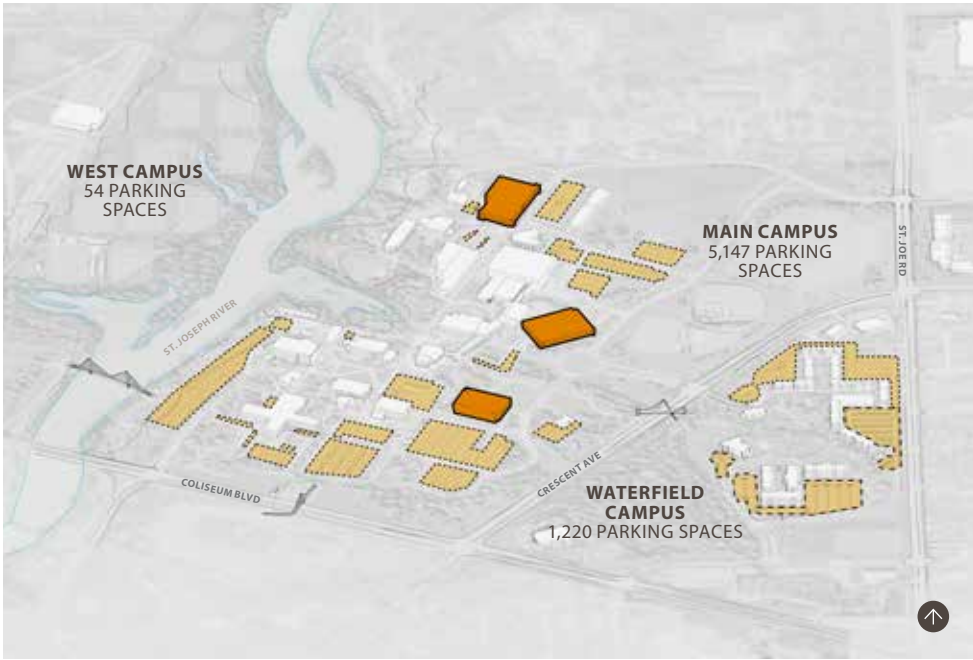 WEST CAMPUS
54 PARKING
SPACES
MAIN CAMPUS
5,147 PARKING
SPACES
ST. JOE RD
ST. JOSEPH RIVER
COLISEUM BLVD
CRESCENT AVE
WATERFIELD
CAMPUS
1,220 PARKING SPACES